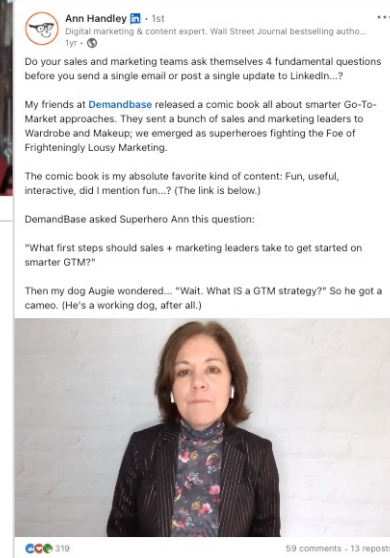 Ann Handley in · 1st
Digital marketing & content expert. Wall Street Journal bestselling autho...
1yr ·
Do your sales and marketing teams ask themselves 4 fundamental questions
before you send a single email or post a single update to LinkedIn...?
My friends at Demandbase released a comic book all about smarter Go-To-
Market approaches. They sent a bunch of sales and marketing leaders to
Wardrobe and Makeup; we emerged as superheroes fighting the Foe of
Frighteningly Lousy Marketing.
The comic book is my absolute favorite kind of content: Fun, useful,
interactive, did I mention fun...? (The link is below.)
DemandBase asked Superhero Ann this question:
"What first steps should sales + marketing leaders take to get started on
smarter GTM?"
Then my dog Augie wondered... "Wait. What IS a GTM strategy?" So he got a
cameo. (He's a working dog, after all.)
319
59 comments · 13 repost